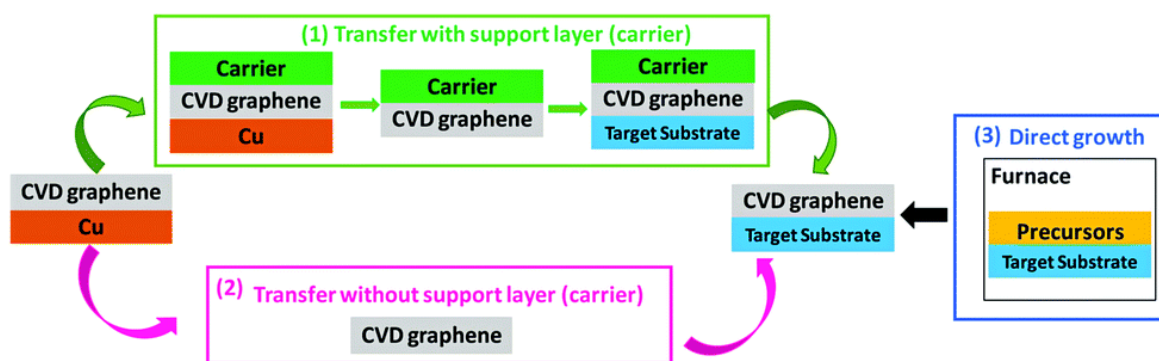 (1) Transfer with support layer (carrier)
Carrier
CVD graphene
Cu
Carrier
CVD graphene
Carrier
CVD graphene
Target Substrate
CVD graphene
Cu
CVD graphene
Target Substrate
(2) Transfer without support layer (carrier)
CVD graphene
(3) Direct growth
Furnace
Precursors
Target Substrate